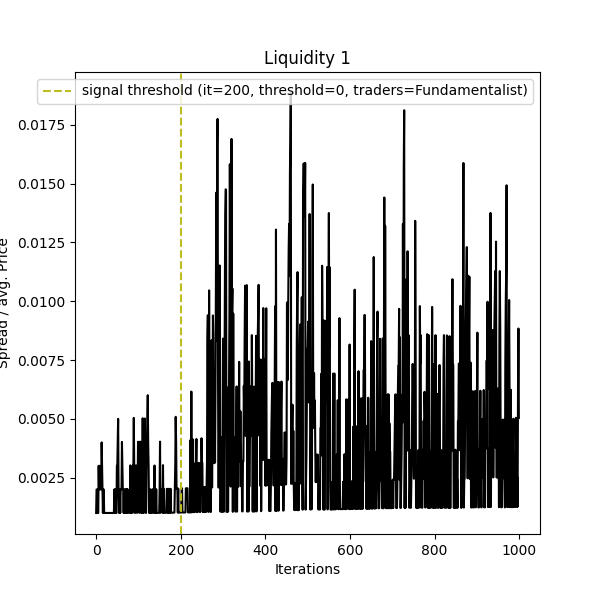 Liquidity 1
signal threshold (it=200, threshold=0, traders=Fundamentalist)
Spread / avg. Price
0.0175
0.0150
0.0125
0.0100
0.0075
0.0050
0.0025
0 200 400 600 800 1000
Iterations